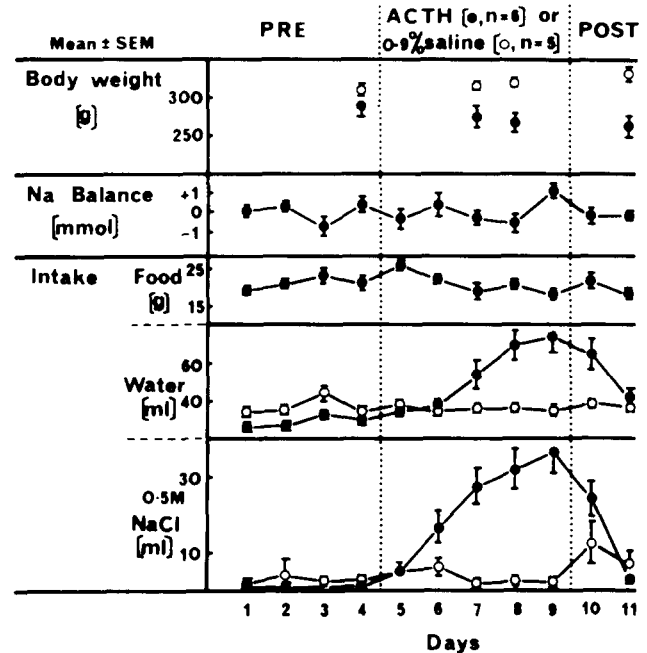 Mean ± SEM
PRE
ACTH [●, n=6] or
0·9% saline [○, n=5]
POST
Body weight
[g]
300
250
Na Balance
[mmol]
+1
0
-1
Intake Food
[g]
25
15
Water
[ml]
60
40
0·5M
NaCl
[ml]
30
10
1 2 3 4 5 6 7 8 9 10 11
Days